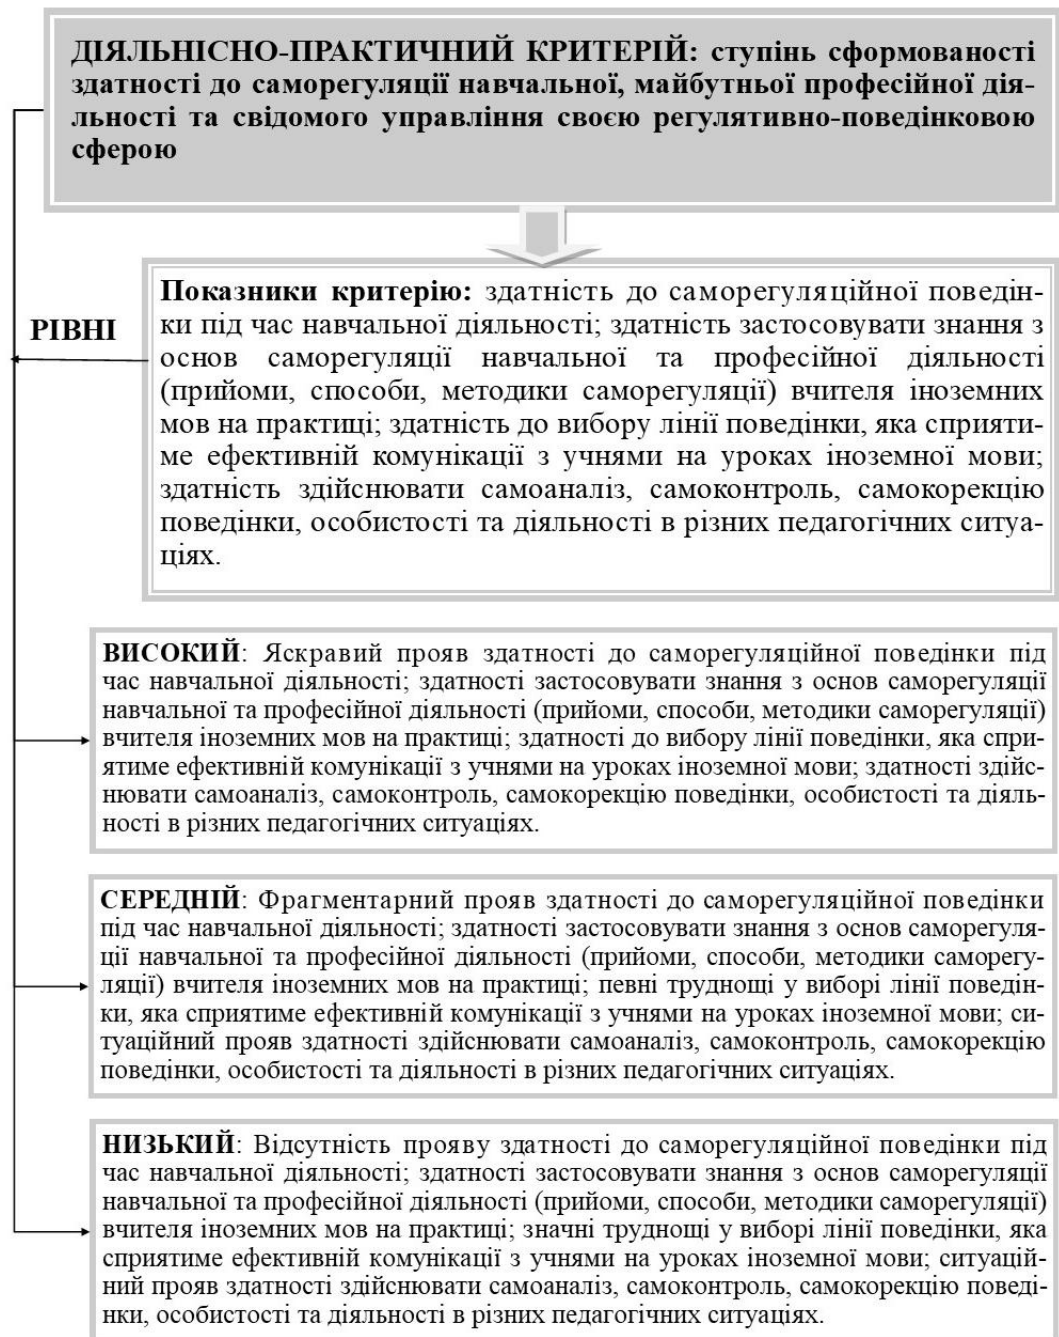 ДІЯЛЬНІСНО-ПРАКТИЧНИЙ КРИТЕРІЙ: ступінь сформованості
здатності до саморегуляції навчальної, майбутньої професійної дія-
льності та свідомого управління своєю регулятивно-поведінковою
сферою
Показники критерію: здатність до саморегуляційної поведін-
ки під час навчальної діяльності; здатність застосовувати знання з
основ саморегуляції навчальної та професійної діяльності
(прийоми, способи, методики саморегуляції) вчителя іноземних
мов на практиці; здатність до вибору лінії поведінки, яка сприяти-
ме ефективній комунікації з учнями на уроках іноземної мови;
здатність здійснювати самоаналіз, самоконтроль, самокорекцію
поведінки, особистості та діяльності в різних педагогічних ситуа-
ціях.
РІВНІ
ВИСОКИЙ: Яскравий прояв здатності до саморегуляційної поведінки під
час навчальної діяльності; здатності застосовувати знання з основ саморегуляції
навчальної та професійної діяльності (прийоми, способи, методики саморегуляції)
вчителя іноземних мов на практиці; здатності до вибору лінії поведінки, яка спри-
ятиме ефективній комунікації з учнями на уроках іноземної мови; здатності здійс-
нювати самоаналіз, самоконтроль, самокорекцію поведінки, особистості та діяль-
ності в різних педагогічних ситуаціях.
СЕРЕДНІЙ: Фрагментарний прояв здатності до саморегуляційної поведінки
під час навчальної діяльності; здатності застосовувати знання з основ саморегуля-
ції навчальної та професійної діяльності (прийоми, способи, методики саморегу-
ляції) вчителя іноземних мов на практиці; певні труднощі у виборі лінії поведін-
ки, яка сприятиме ефективній комунікації з учнями на уроках іноземної мови; си-
туаційний прояв здатності здійснювати самоаналіз, самоконтроль, самокорекцію
поведінки, особистості та діяльності в різних педагогічних ситуаціях.
НИЗЬКИЙ: Відсутність прояву здатності до саморегуляційної поведінки під
час навчальної діяльності; здатності застосовувати знання з основ саморегуляції
навчальної та професійної діяльності (прийоми, способи, методики саморегуляції)
вчителя іноземних мов на практиці; значні труднощі у виборі лінії поведінки, яка
сприятиме ефективній комунікації з учнями на уроках іноземної мови; ситуацій-
ний прояв здатності здійснювати самоаналіз, самоконтроль, самокорекцію поведі-
нки, особистості та діяльності в різних педагогічних ситуаціях.